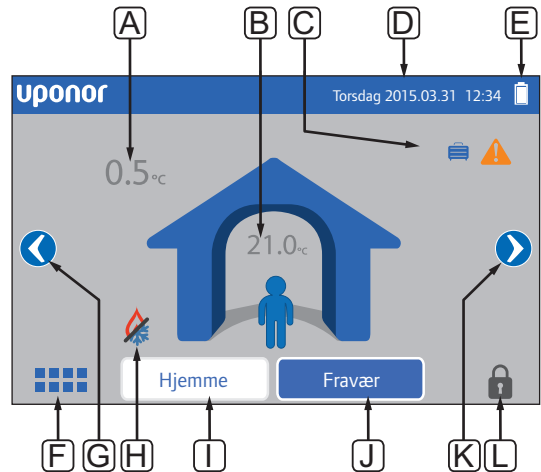 A B C D E
uponor Torsdag 2015.03.31 12:34
0.5°C
21.0°C
Hjemme Fravær
F G H I J K L